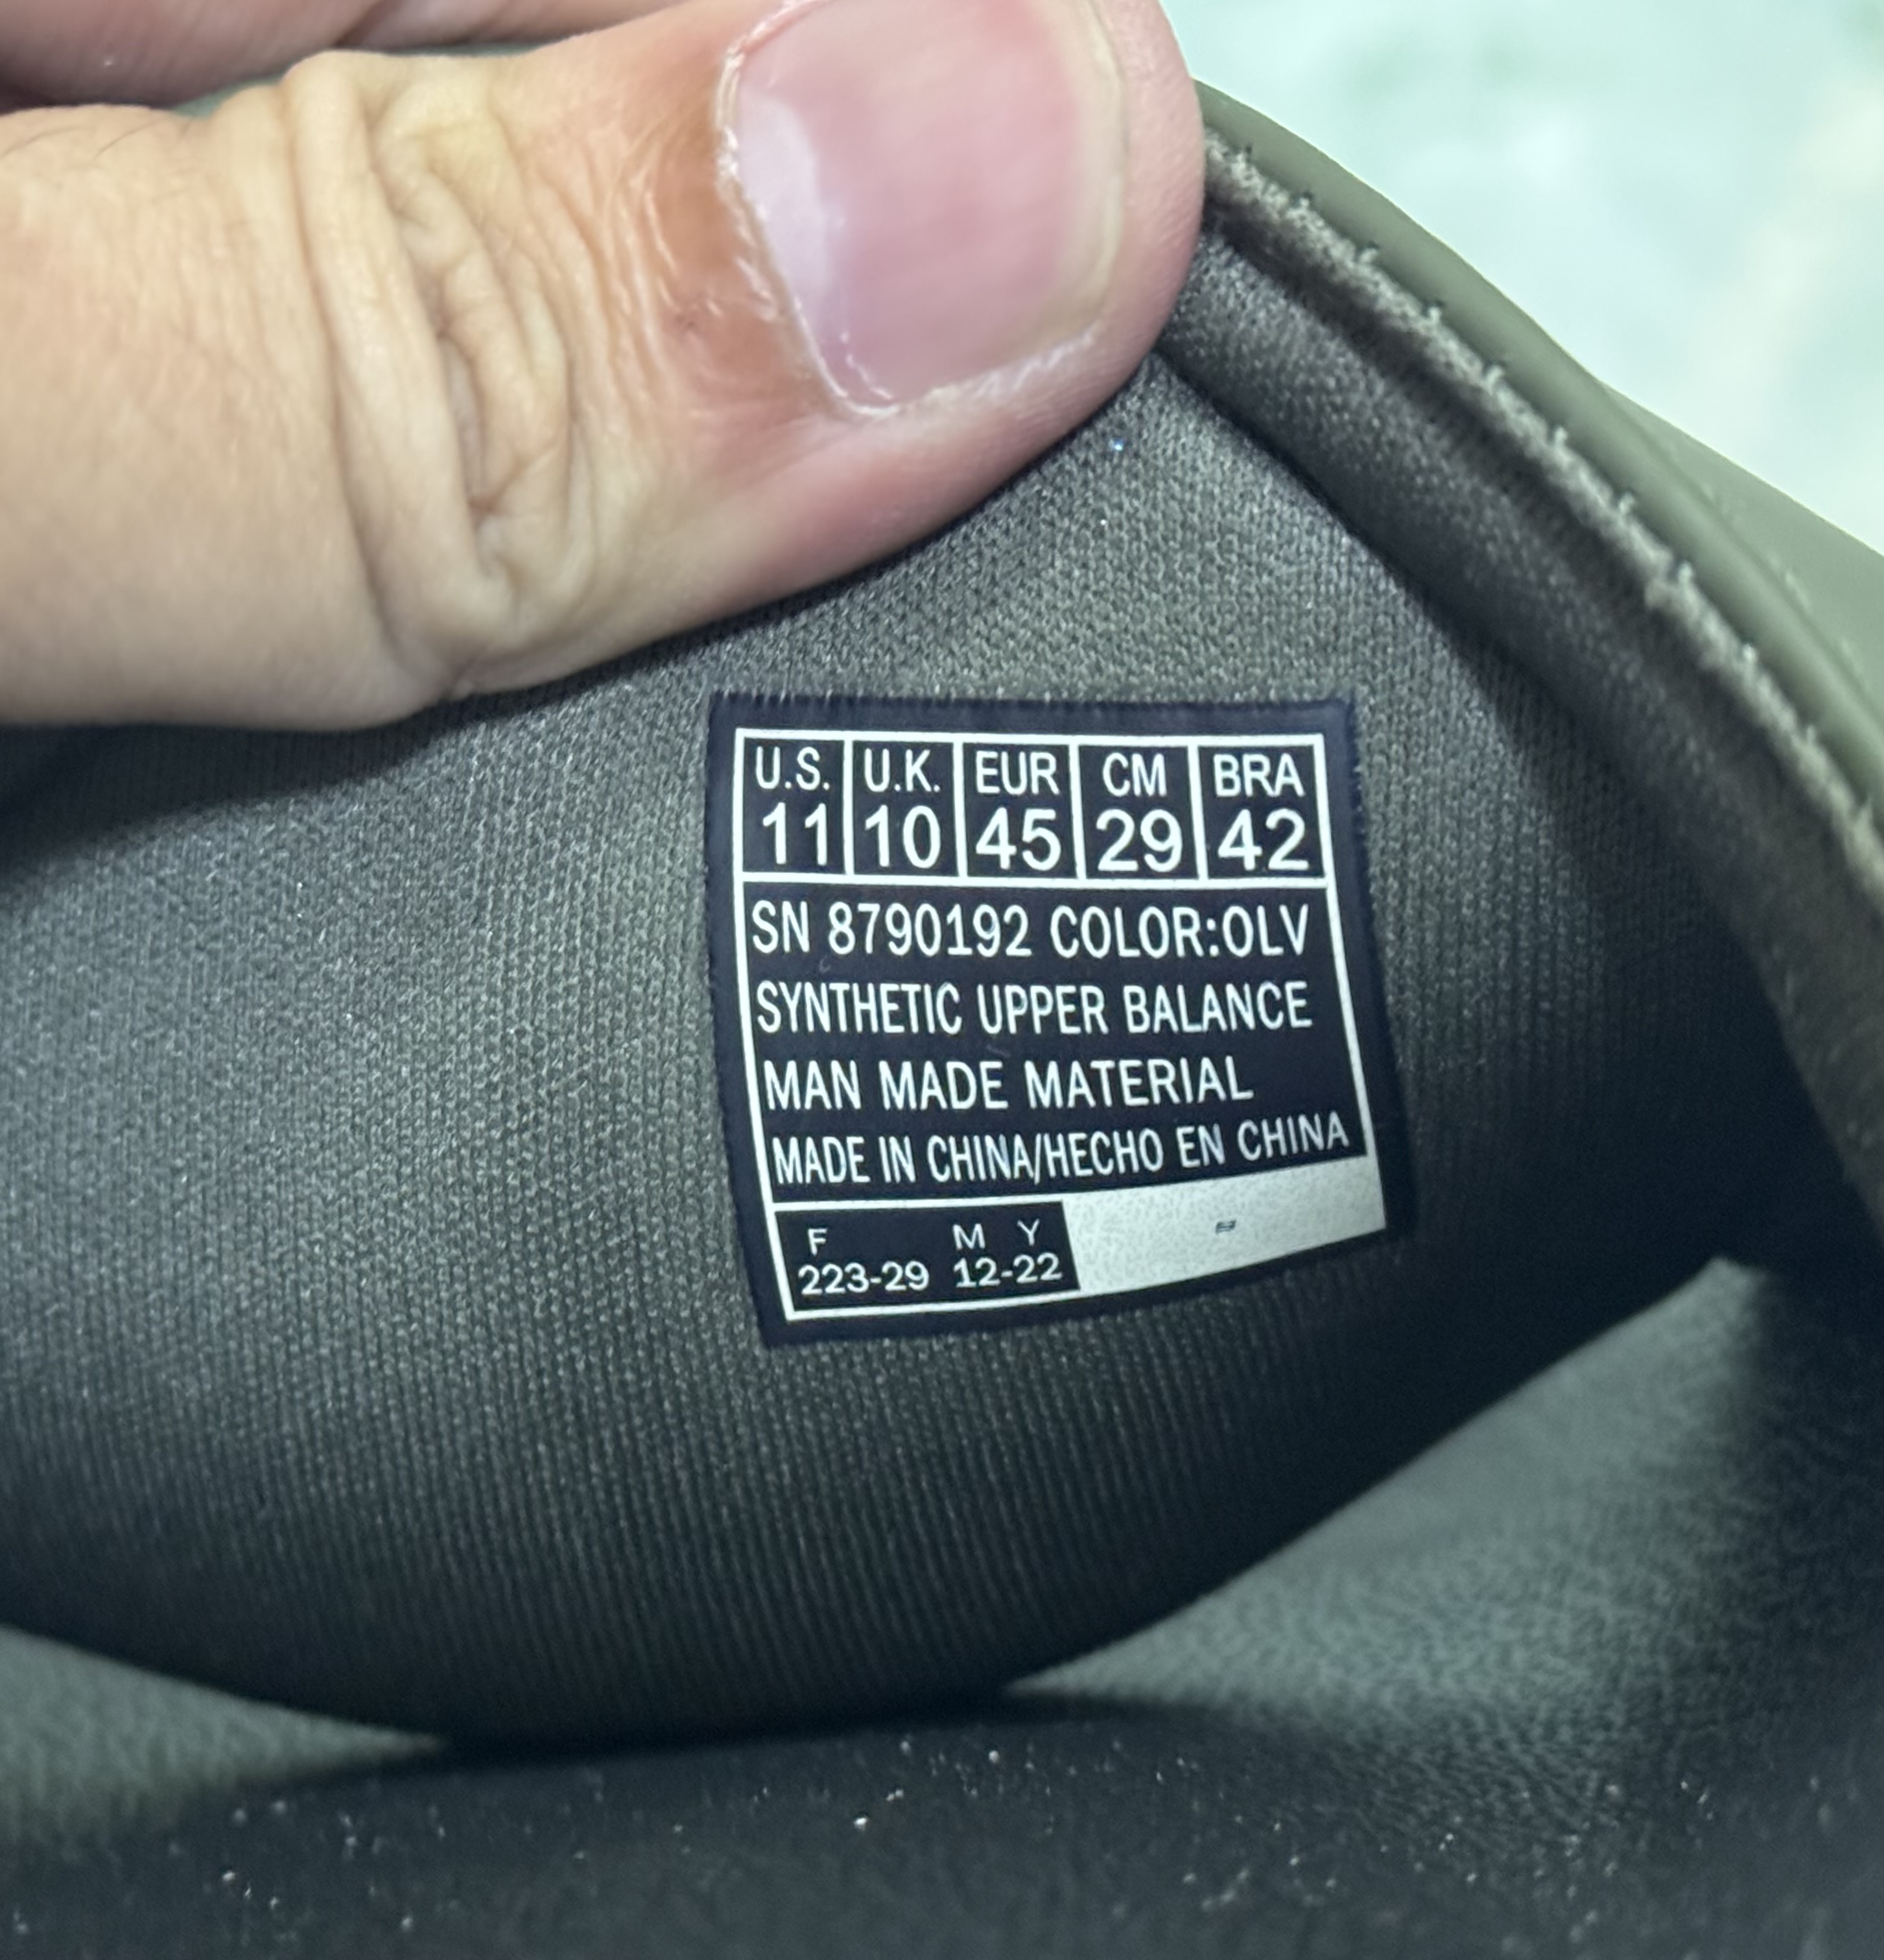 U.S. U.K. EUR CM BRA
11 10 45 29 42
SN 8790192 COLOR:OLV
SYNTHETIC UPPER BALANCE
MAN MADE MATERIAL
MADE IN CHINA/HECHO EN CHINA
F M Y
223-29 12-22